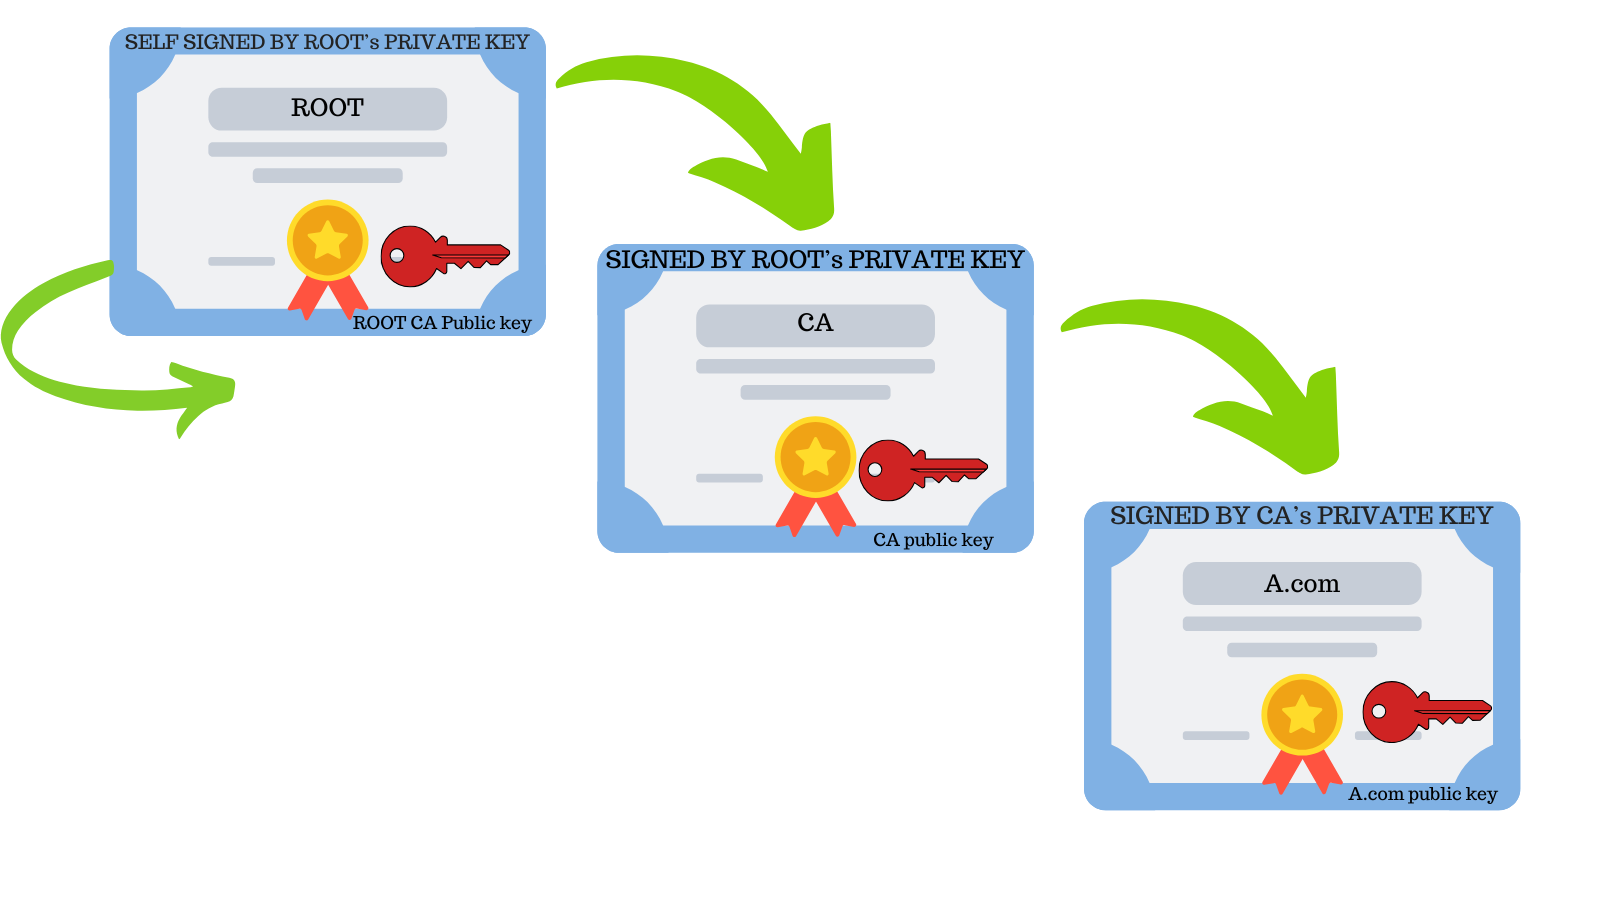 SELF SIGNED BY ROOT's PRIVATE KEY
ROOT
ROOT CA Public key
SIGNED BY ROOT's PRIVATE KEY
CA
CA public key
SIGNED BY CA's PRIVATE KEY
A.com
A.com public key